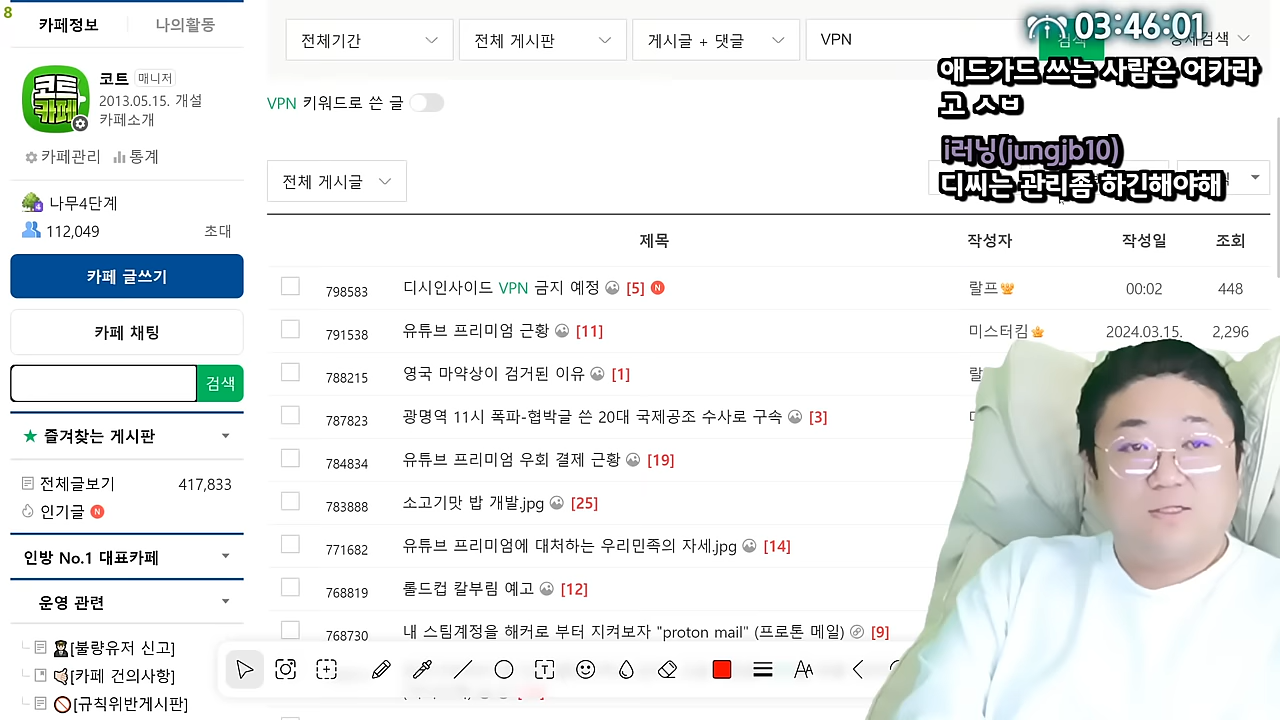 8
카페정보 나의활동
전체기간 전체 게시판 게시글 + 댓글 VPN 검색 상세검색
03:46:01
애드가드 쓰는 사람은 어카라
고 ㅅㅂ
i러닝(jungjb10)
디씨는 관리좀 하긴해야해
코트카페
코트 매니저
2013.05.15. 개설
카페소개
카페관리 통계
VPN 키워드로 쓴 글
전체 게시글
나무4단계
112,049 초대
카페 글쓰기
카페 채팅
검색
즐겨찾는 게시판
전체글보기 417,833
인기글 N
인방 No.1 대표카페
운영 관련
[불량유저 신고]
[카페 건의사항]
[규칙위반게시판]
제목 작성자 작성일 조회
798583 디시인사이드 VPN 금지 예정 [5] N 랄프 00:02 448
791538 유튜브 프리미엄 근황 [11] 미스터킴 2024.03.15. 2,296
788215 영국 마약상이 검거된 이유 [1] 랄
787823 광명역 11시 폭파-협박글 쓴 20대 국제공조 수사로 구속 [3]
784834 유튜브 프리미엄 우회 결제 근황 [19]
783888 소고기맛 밥 개발.jpg [25]
771682 유튜브 프리미엄에 대처하는 우리민족의 자세.jpg [14]
768819 롤드컵 칼부림 예고 [12]
768730 내 스팀계정을 해커로 부터 지켜보자 "proton mail" (프로톤 메일) [9]
T AA